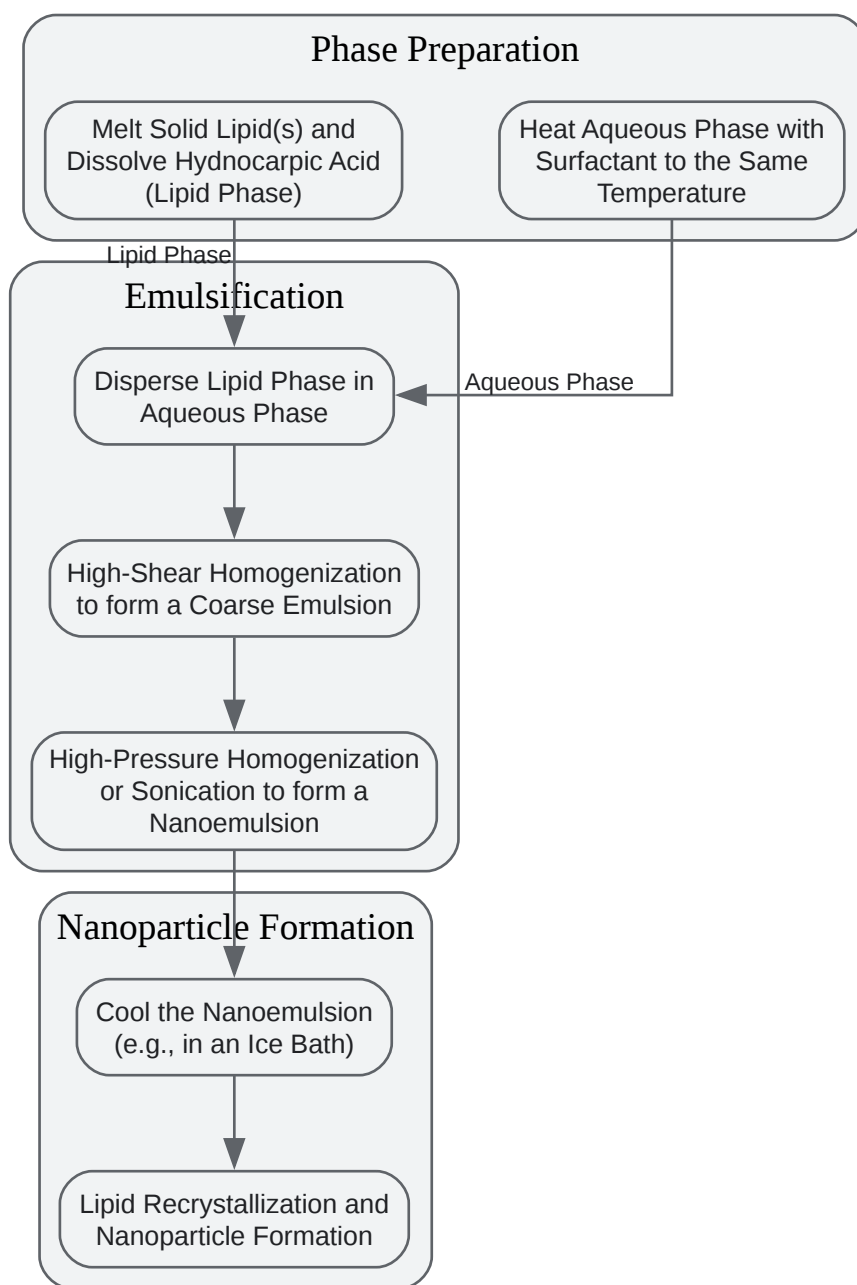 Phase Preparation
Melt Solid Lipid(s) and
Dissolve Hydnocarpic Acid
(Lipid Phase)
Heat Aqueous Phase with
Surfactant to the Same
Temperature
Lipid Phase
Emulsification
Disperse Lipid Phase in
Aqueous Phase
Aqueous Phase
High-Shear Homogenization
to form a Coarse Emulsion
High-Pressure Homogenization
or Sonication to form a
Nanoemulsion
Nanoparticle Formation
Cool the Nanoemulsion
(e.g., in an Ice Bath)
Lipid Recrystallization and
Nanoparticle Formation